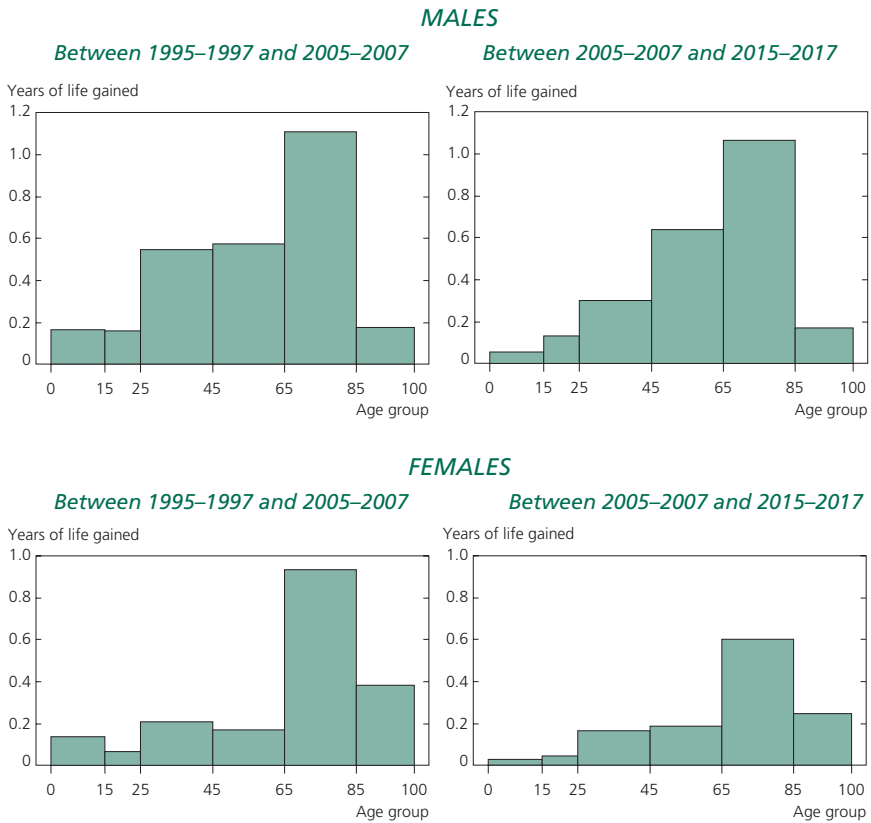 MALES
Between 1995–1997 and 2005–2007
Years of life gained
1.2
1.0
0.8
0.6
0.4
0.2
0
0 15 25 45 65 85 100
Age group
Between 2005–2007 and 2015–2017
Years of life gained
1.2
1.0
0.8
0.6
0.4
0.2
0
0 15 25 45 65 85 100
Age group
FEMALES
Between 1995–1997 and 2005–2007
Years of life gained
1.0
0.8
0.6
0.4
0.2
0
0 15 25 45 65 85 100
Age group
Between 2005–2007 and 2015–2017
Years of life gained
1.0
0.8
0.6
0.4
0.2
0
0 15 25 45 65 85 100
Age group